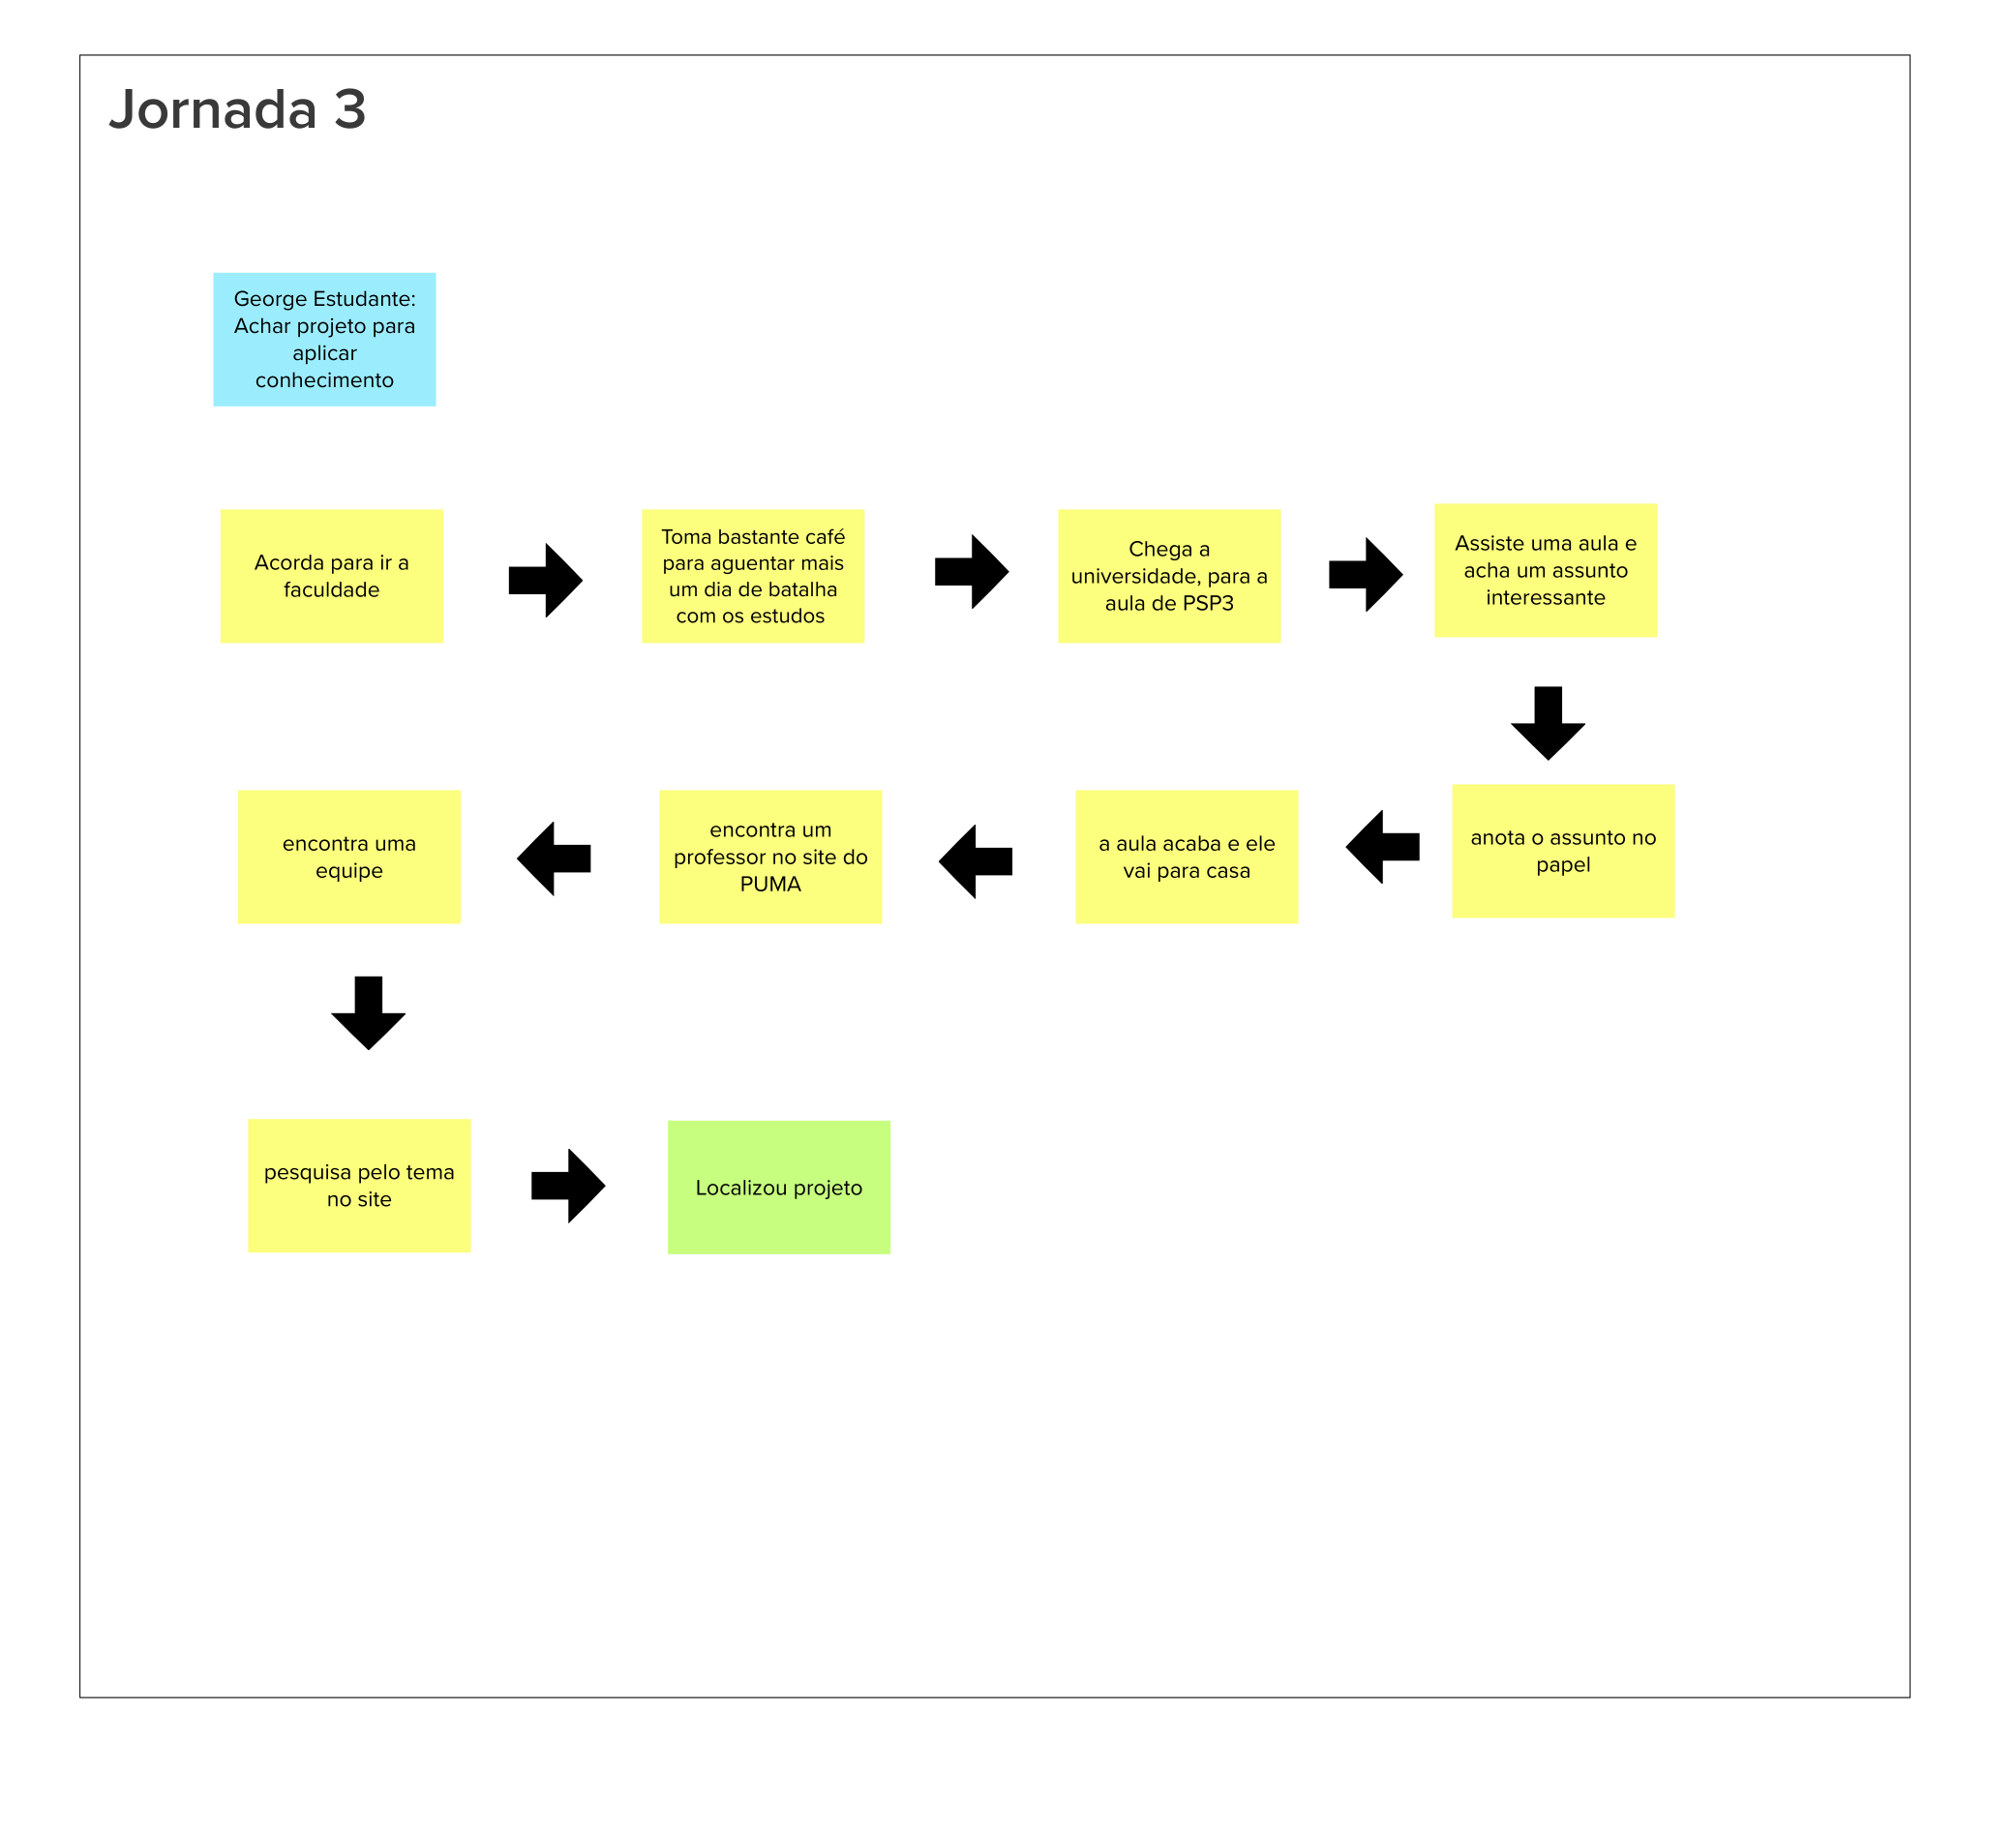 Jornada 3
George Estudante:
Achar projeto para
aplicar
conhecimento
Acorda para ir a
faculdade
Toma bastante café
para aguentar mais
um dia de batalha
com os estudos
Chega a
universidade, para a
aula de PSP3
Assiste uma aula e
acha um assunto
interessante
anota o assunto no
papel
a aula acaba e ele
vai para casa
encontra um
professor no site do
PUMA
encontra uma
equipe
pesquisa pelo tema
no site
Localizou projeto